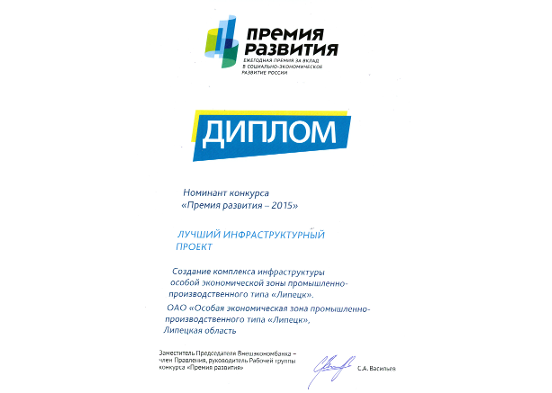 ПРЕМИЯ
РАЗВИТИЯ
ЕЖЕГОДНАЯ ПРЕМИЯ ЗА ВКЛАД
В СОЦИАЛЬНО-ЭКОНОМИЧЕСКОЕ
РАЗВИТИЕ РОССИИ
ДИПЛОМ
Номинант конкурса
«Премия развития – 2015»
ЛУЧШИЙ ИНФРАСТРУКТУРНЫЙ
ПРОЕКТ
Создание комплекса инфраструктуры
особой экономической зоны промышленно-
производственного типа «Липецк».
ОАО «Особая экономическая зона промышленно-
производственного типа «Липецк»,
Липецкая область
Заместитель Председателя Внешэкономбанка –
член Правления, руководитель Рабочей группы
конкурса «Премия развития»
С.А. Васильев